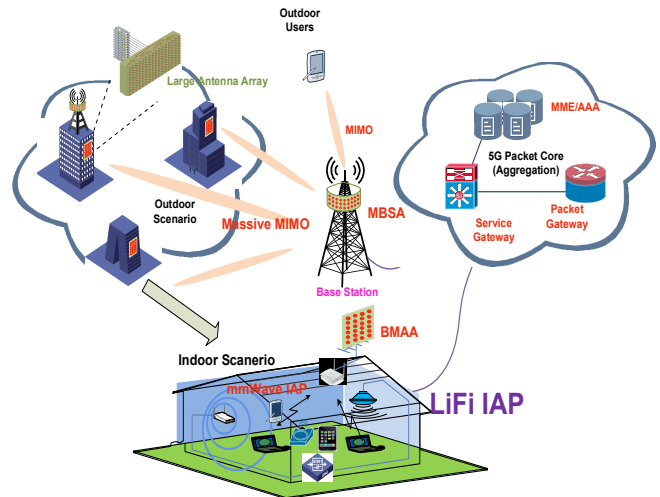 Outdoor
Users
Large Antenna Array
MME/AAA
MIMO
5G Packet Core
(Aggregation)
Outdoor
Scenario
Massive MIMO
MBSA
Service
Gateway
Packet
Gateway
Base Station
BMAA
Indoor Scanerio
mmWave IAP
LiFi IAP